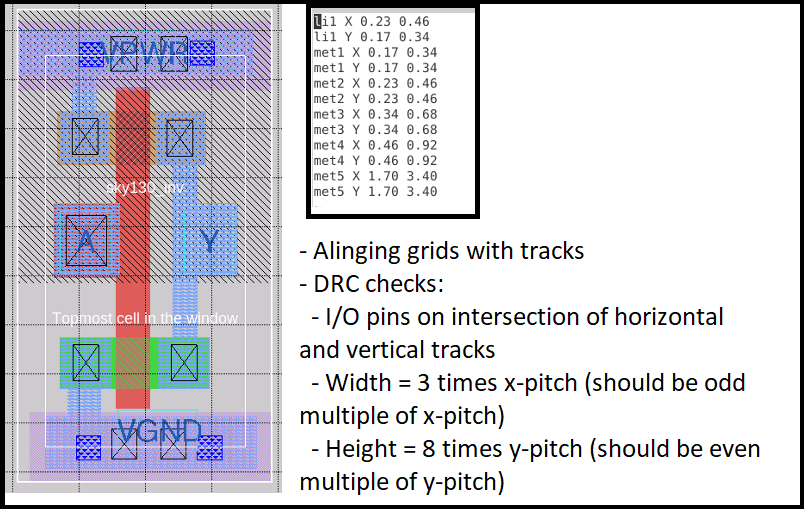 VPWR
sky130_inv
A
Y
Topmost cell in the window
VGND
li1 X 0.23 0.46
li1 Y 0.17 0.34
met1 X 0.17 0.34
met1 Y 0.17 0.34
met2 X 0.23 0.46
met2 Y 0.23 0.46
met3 X 0.34 0.68
met3 Y 0.34 0.68
met4 X 0.46 0.92
met4 Y 0.46 0.92
met5 X 1.70 3.40
met5 Y 1.70 3.40
- Alinging grids with tracks
- DRC checks:
- I/O pins on intersection of horizontal
and vertical tracks
- Width = 3 times x-pitch (should be odd
multiple of x-pitch)
- Height = 8 times y-pitch (should be even
multiple of y-pitch)